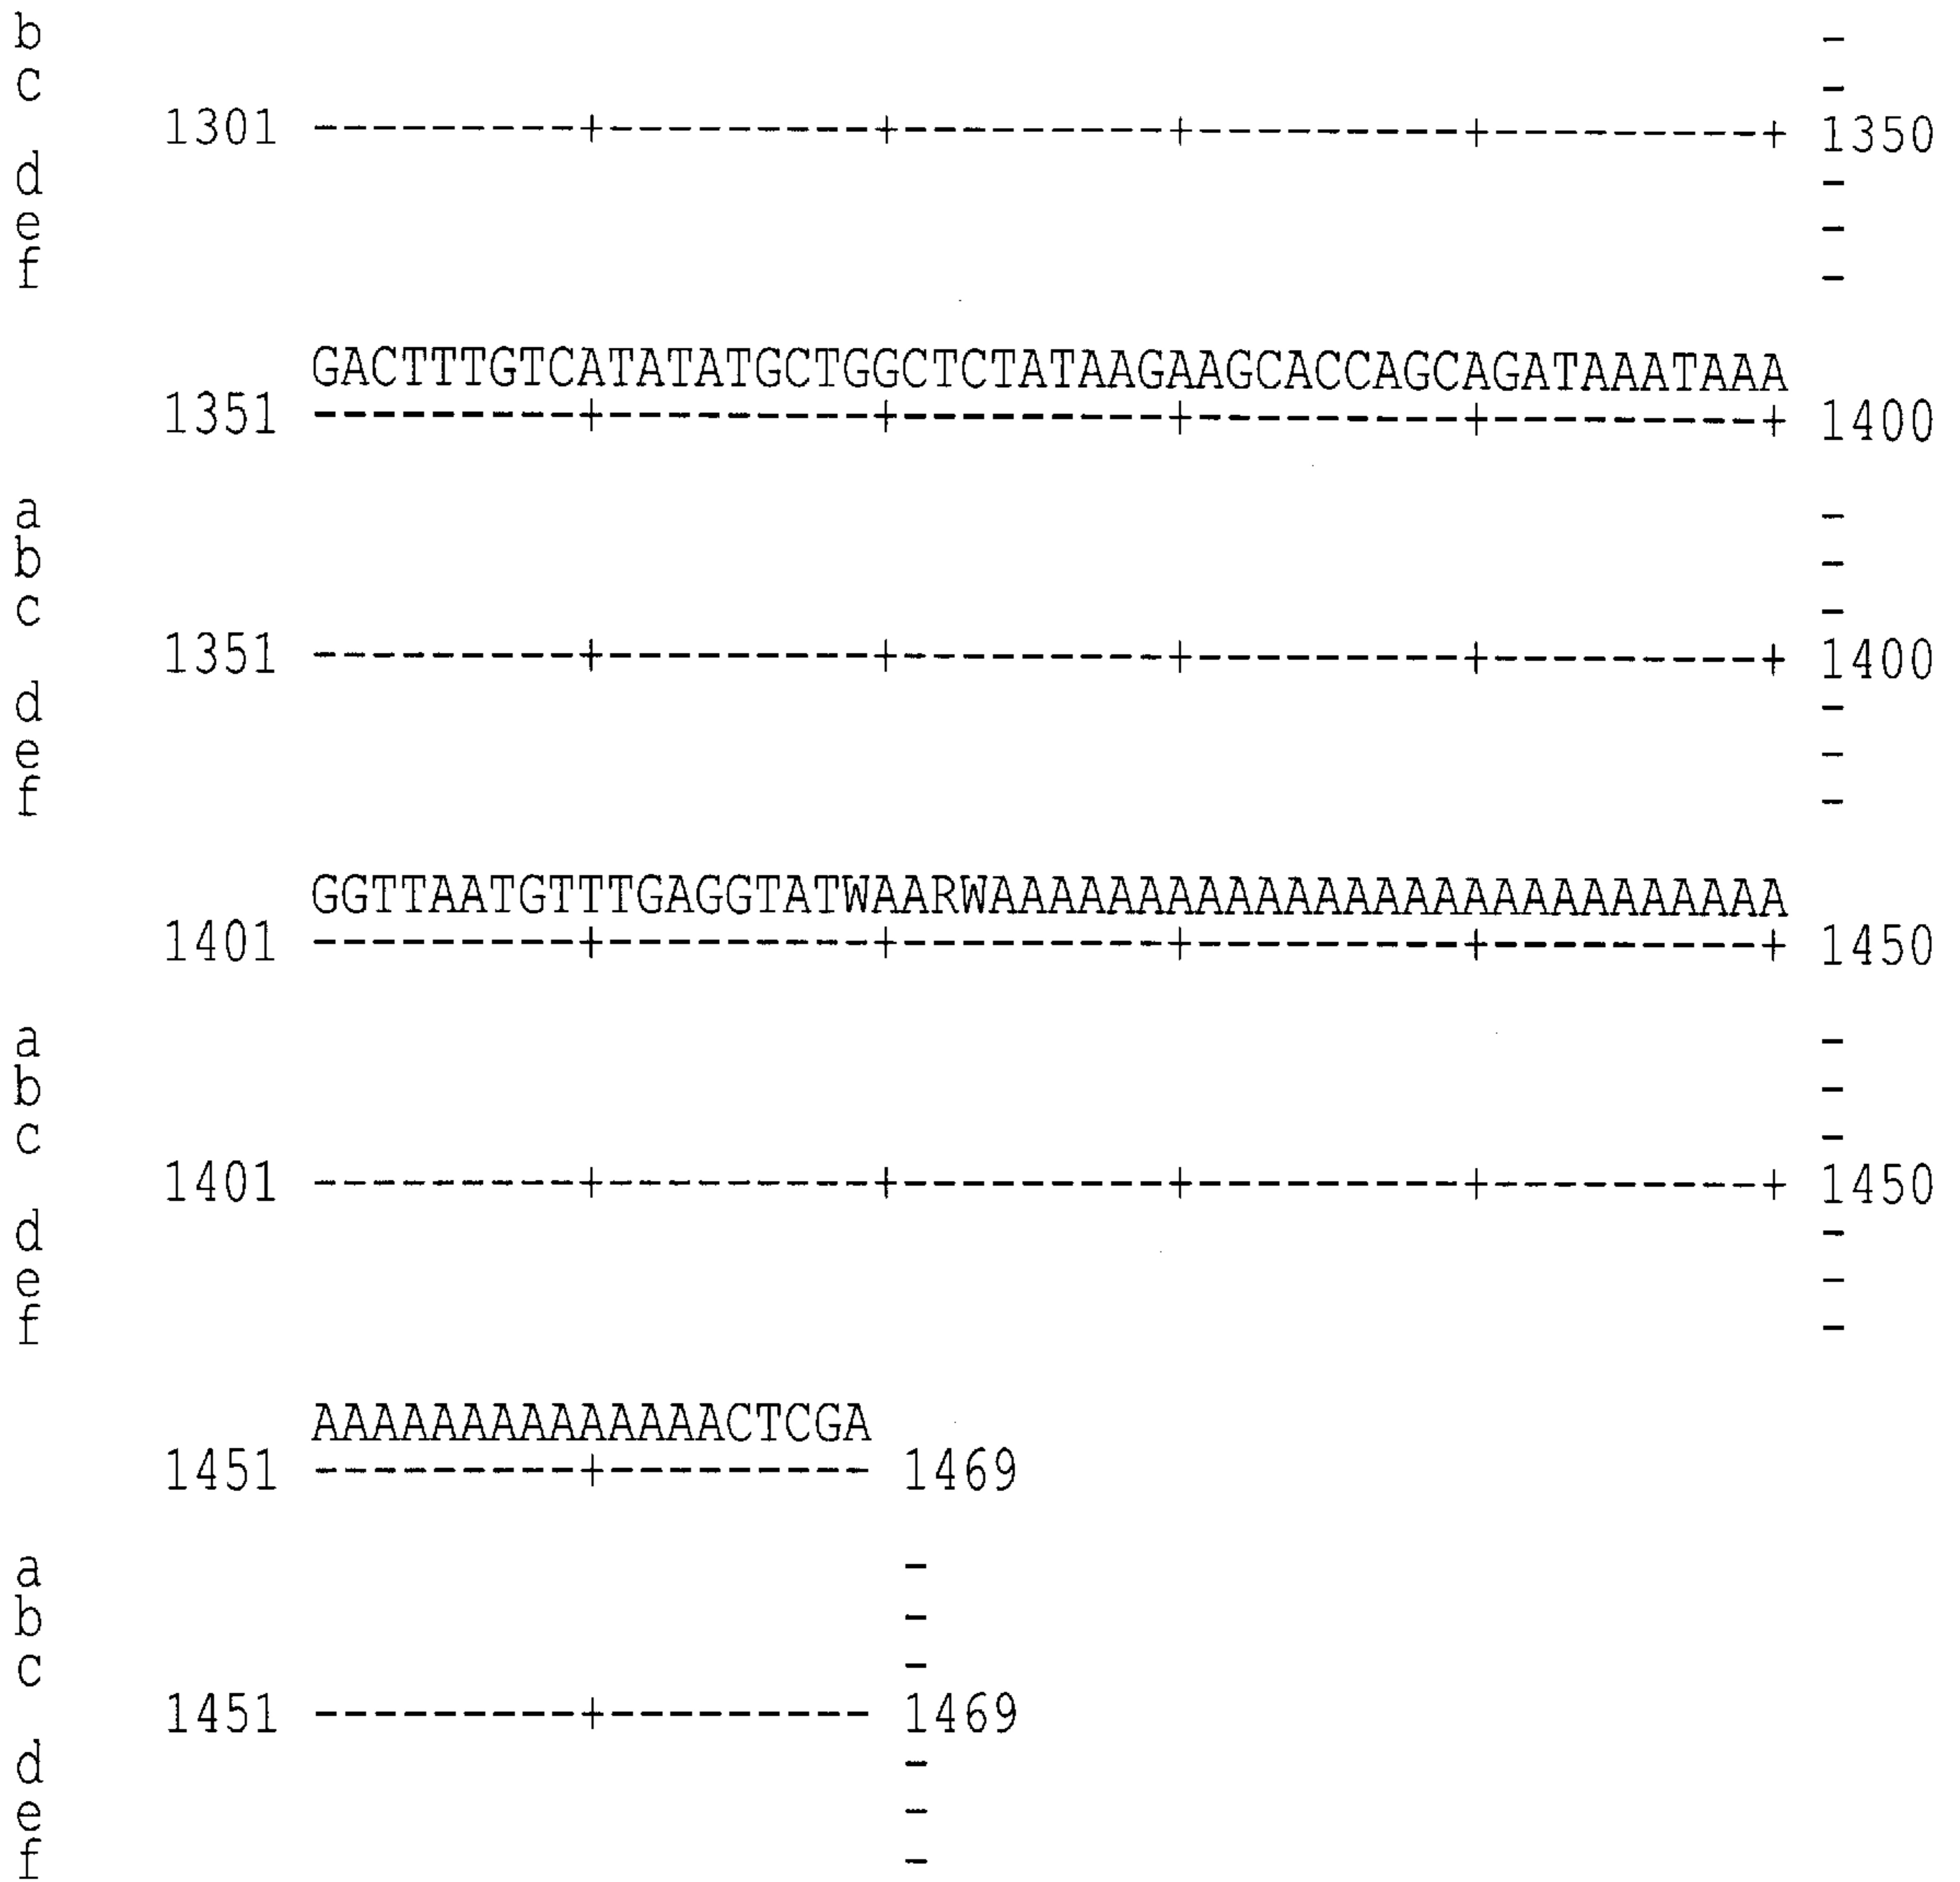 b -
c -
1301 ---------+---------+---------+---------+---------+ 1350
d -
e -
f -
GACTTTGTCATATATGCTGGCTCTATAAGAAGCACCAGCAGATAAATAAA
1351 ---------+---------+---------+---------+---------+ 1400
a -
b -
c -
1351 ---------+---------+---------+---------+---------+ 1400
d -
e -
f -
GGTTAATGTTTGAGGTATWAARWAAAAAAAAAAAAAAAAAAAAAAAAAAA
1401 ---------+---------+---------+---------+---------+ 1450
a -
b -
c -
1401 ---------+---------+---------+---------+---------+ 1450
d -
e -
f -
AAAAAAAAAAAAAACTCGA
1451 ---------+--------- 1469
a -
b -
c -
1451 ---------+--------- 1469
d -
e -
f -